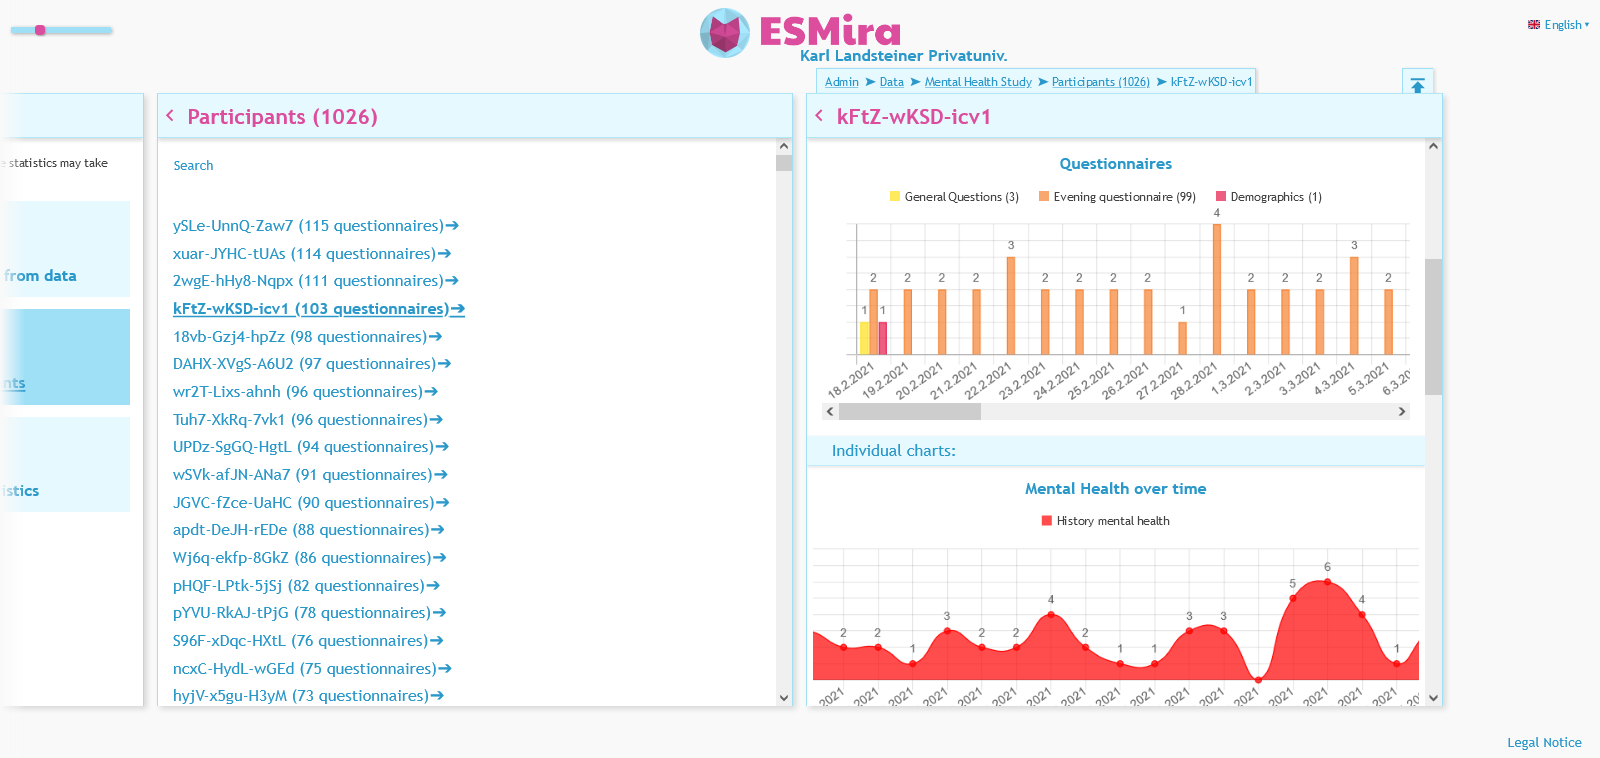 ESMira
Karl Landsteiner Privatuniv.
English
Admin ➤ Data ➤ Mental Health Study ➤ Participants (1026) ➤ kFtZ-wKSD-icv1
statistics may take
from data
istics
Participants (1026)
Search
ySLe-UnnQ-Zaw7 (115 questionnaires)➔
xuar-JYHC-tUAs (114 questionnaires)➔
2wgE-hHy8-Nqpx (111 questionnaires)➔
kFtZ-wKSD-icv1 (103 questionnaires)➔
18vb-Gzj4-hpZz (98 questionnaires)➔
DAHX-XVgS-A6U2 (97 questionnaires)➔
wr2T-Lixs-ahnh (96 questionnaires)➔
Tuh7-XkRq-7vk1 (96 questionnaires)➔
UPDz-SgGQ-HgtL (94 questionnaires)➔
wSVk-afJN-ANa7 (91 questionnaires)➔
JGVC-fZce-UaHC (90 questionnaires)➔
apdt-DeJH-rEDe (88 questionnaires)➔
Wj6q-ekfp-8GkZ (86 questionnaires)➔
pHQF-LPtk-5jSj (82 questionnaires)➔
pYVU-RkAJ-tPjG (78 questionnaires)➔
S96F-xDqc-HXtL (76 questionnaires)➔
ncxC-HydL-wGEd (75 questionnaires)➔
hyjV-x5gu-H3yM (73 questionnaires)➔
kFtZ-wKSD-icv1
Questionnaires
General Questions (3) Evening questionnaire (99) Demographics (1)
1 2 1 2 2 2 3 2 2 2 2 1 4 2 2 2 3 2
18.2.2021 19.2.2021 20.2.2021 21.2.2021 22.2.2021 23.2.2021 24.2.2021 25.2.2021 26.2.2021 27.2.2021 28.2.2021 1.3.2021 2.3.2021 3.3.2021 4.3.2021 5.3.2021
Individual charts:
Mental Health over time
History mental health
2 2 1 3 2 2 4 2 1 1 3 3 5 6 4 1
2021 2021 2021 2021 2021 2021 2021 2021 2021 2021 2021 2021 2021 2021 2021 2021
Legal Notice